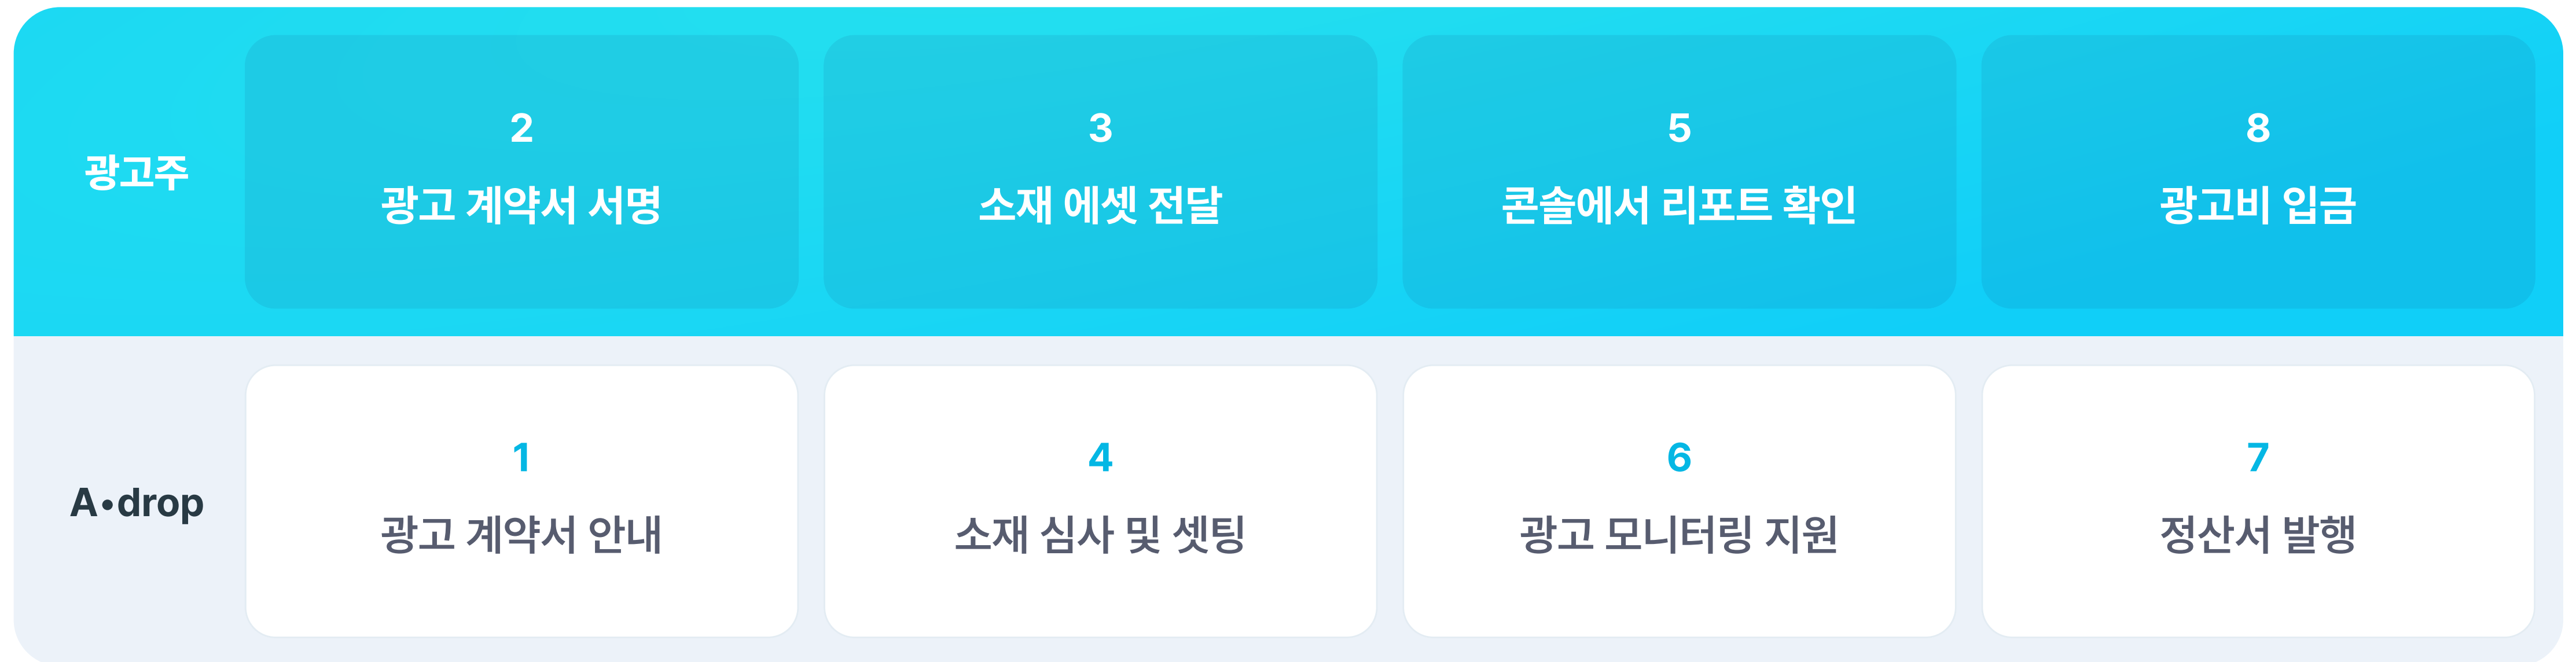 광고주
2
광고 계약서 서명
3
소재 에셋 전달
5
콘솔에서 리포트 확인
8
광고비 입금
A•drop
1
광고 계약서 안내
4
소재 심사 및 셋팅
6
광고 모니터링 지원
7
정산서 발행